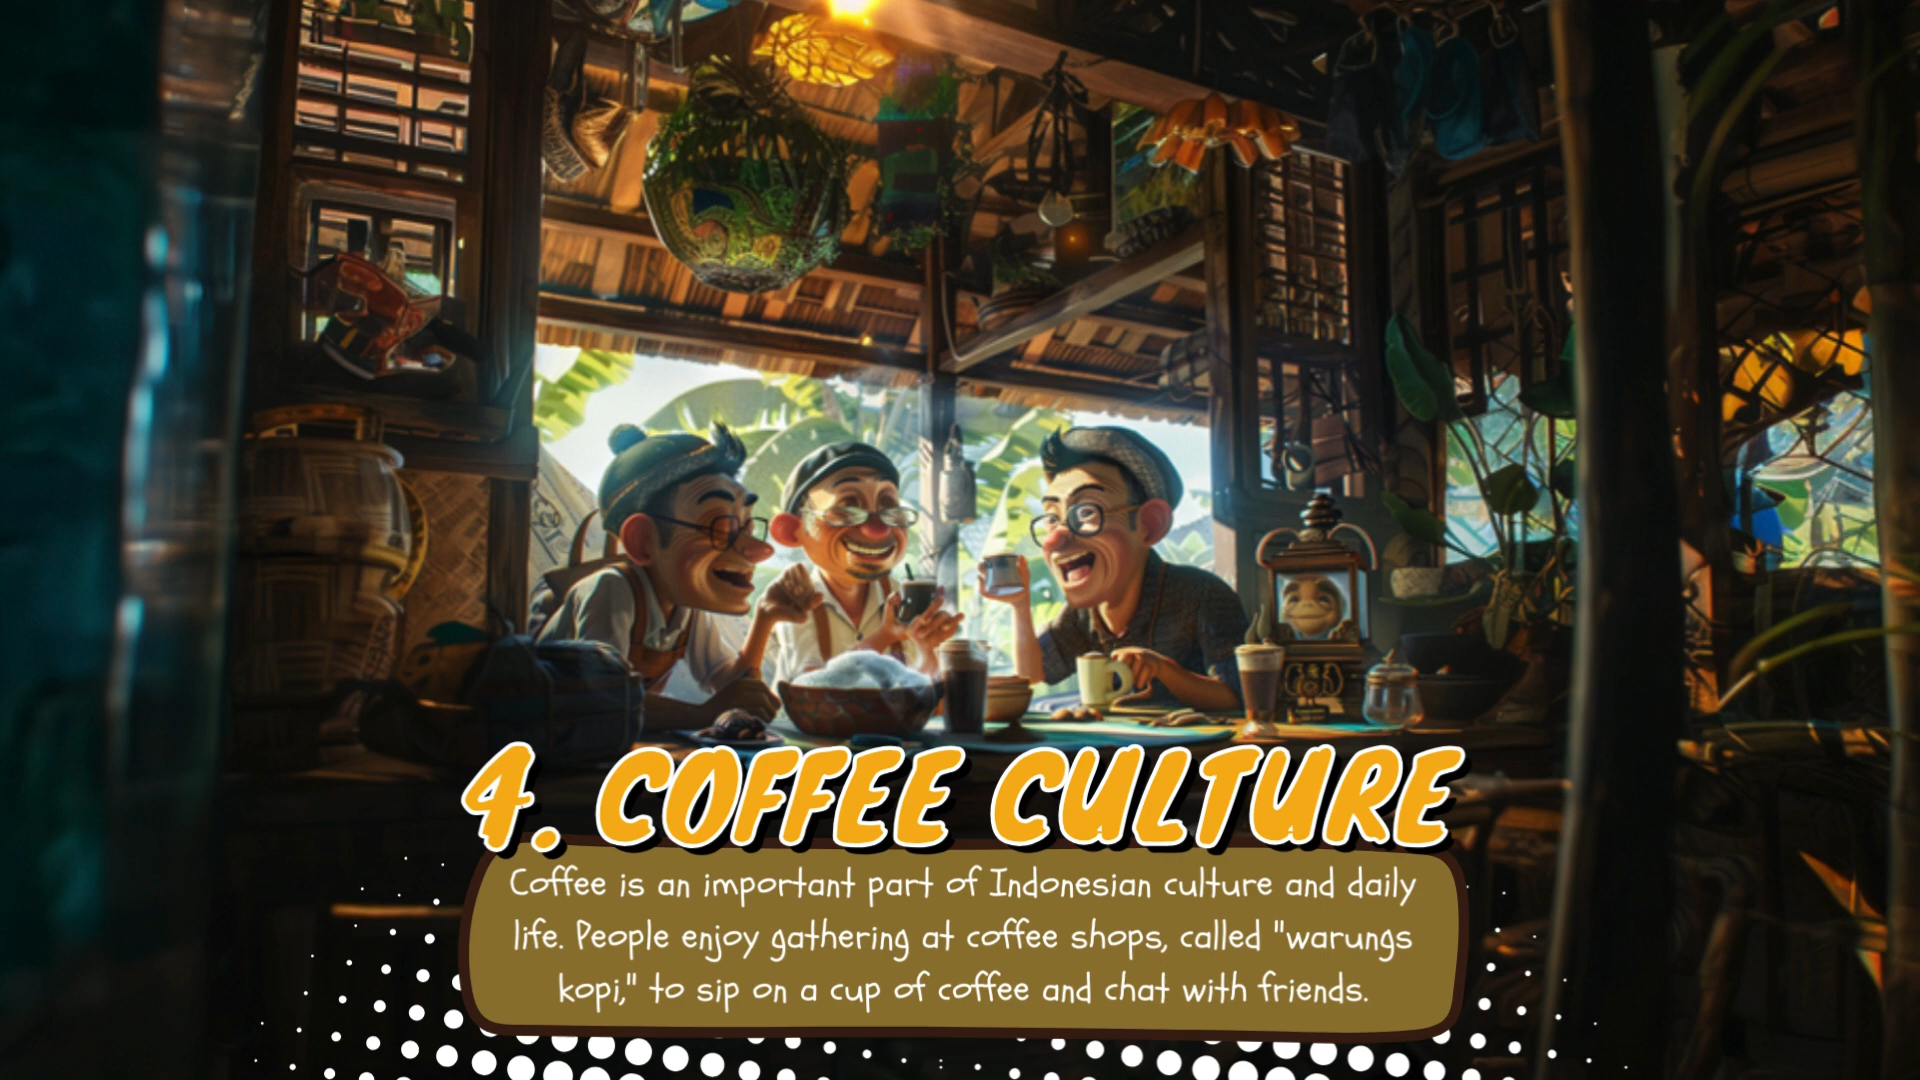 4. COFFEE CULTURE
Coffee is an important part of Indonesian culture and daily
life. People enjoy gathering at coffee shops, called "warungs
kopi," to sip on a cup of coffee and chat with friends.